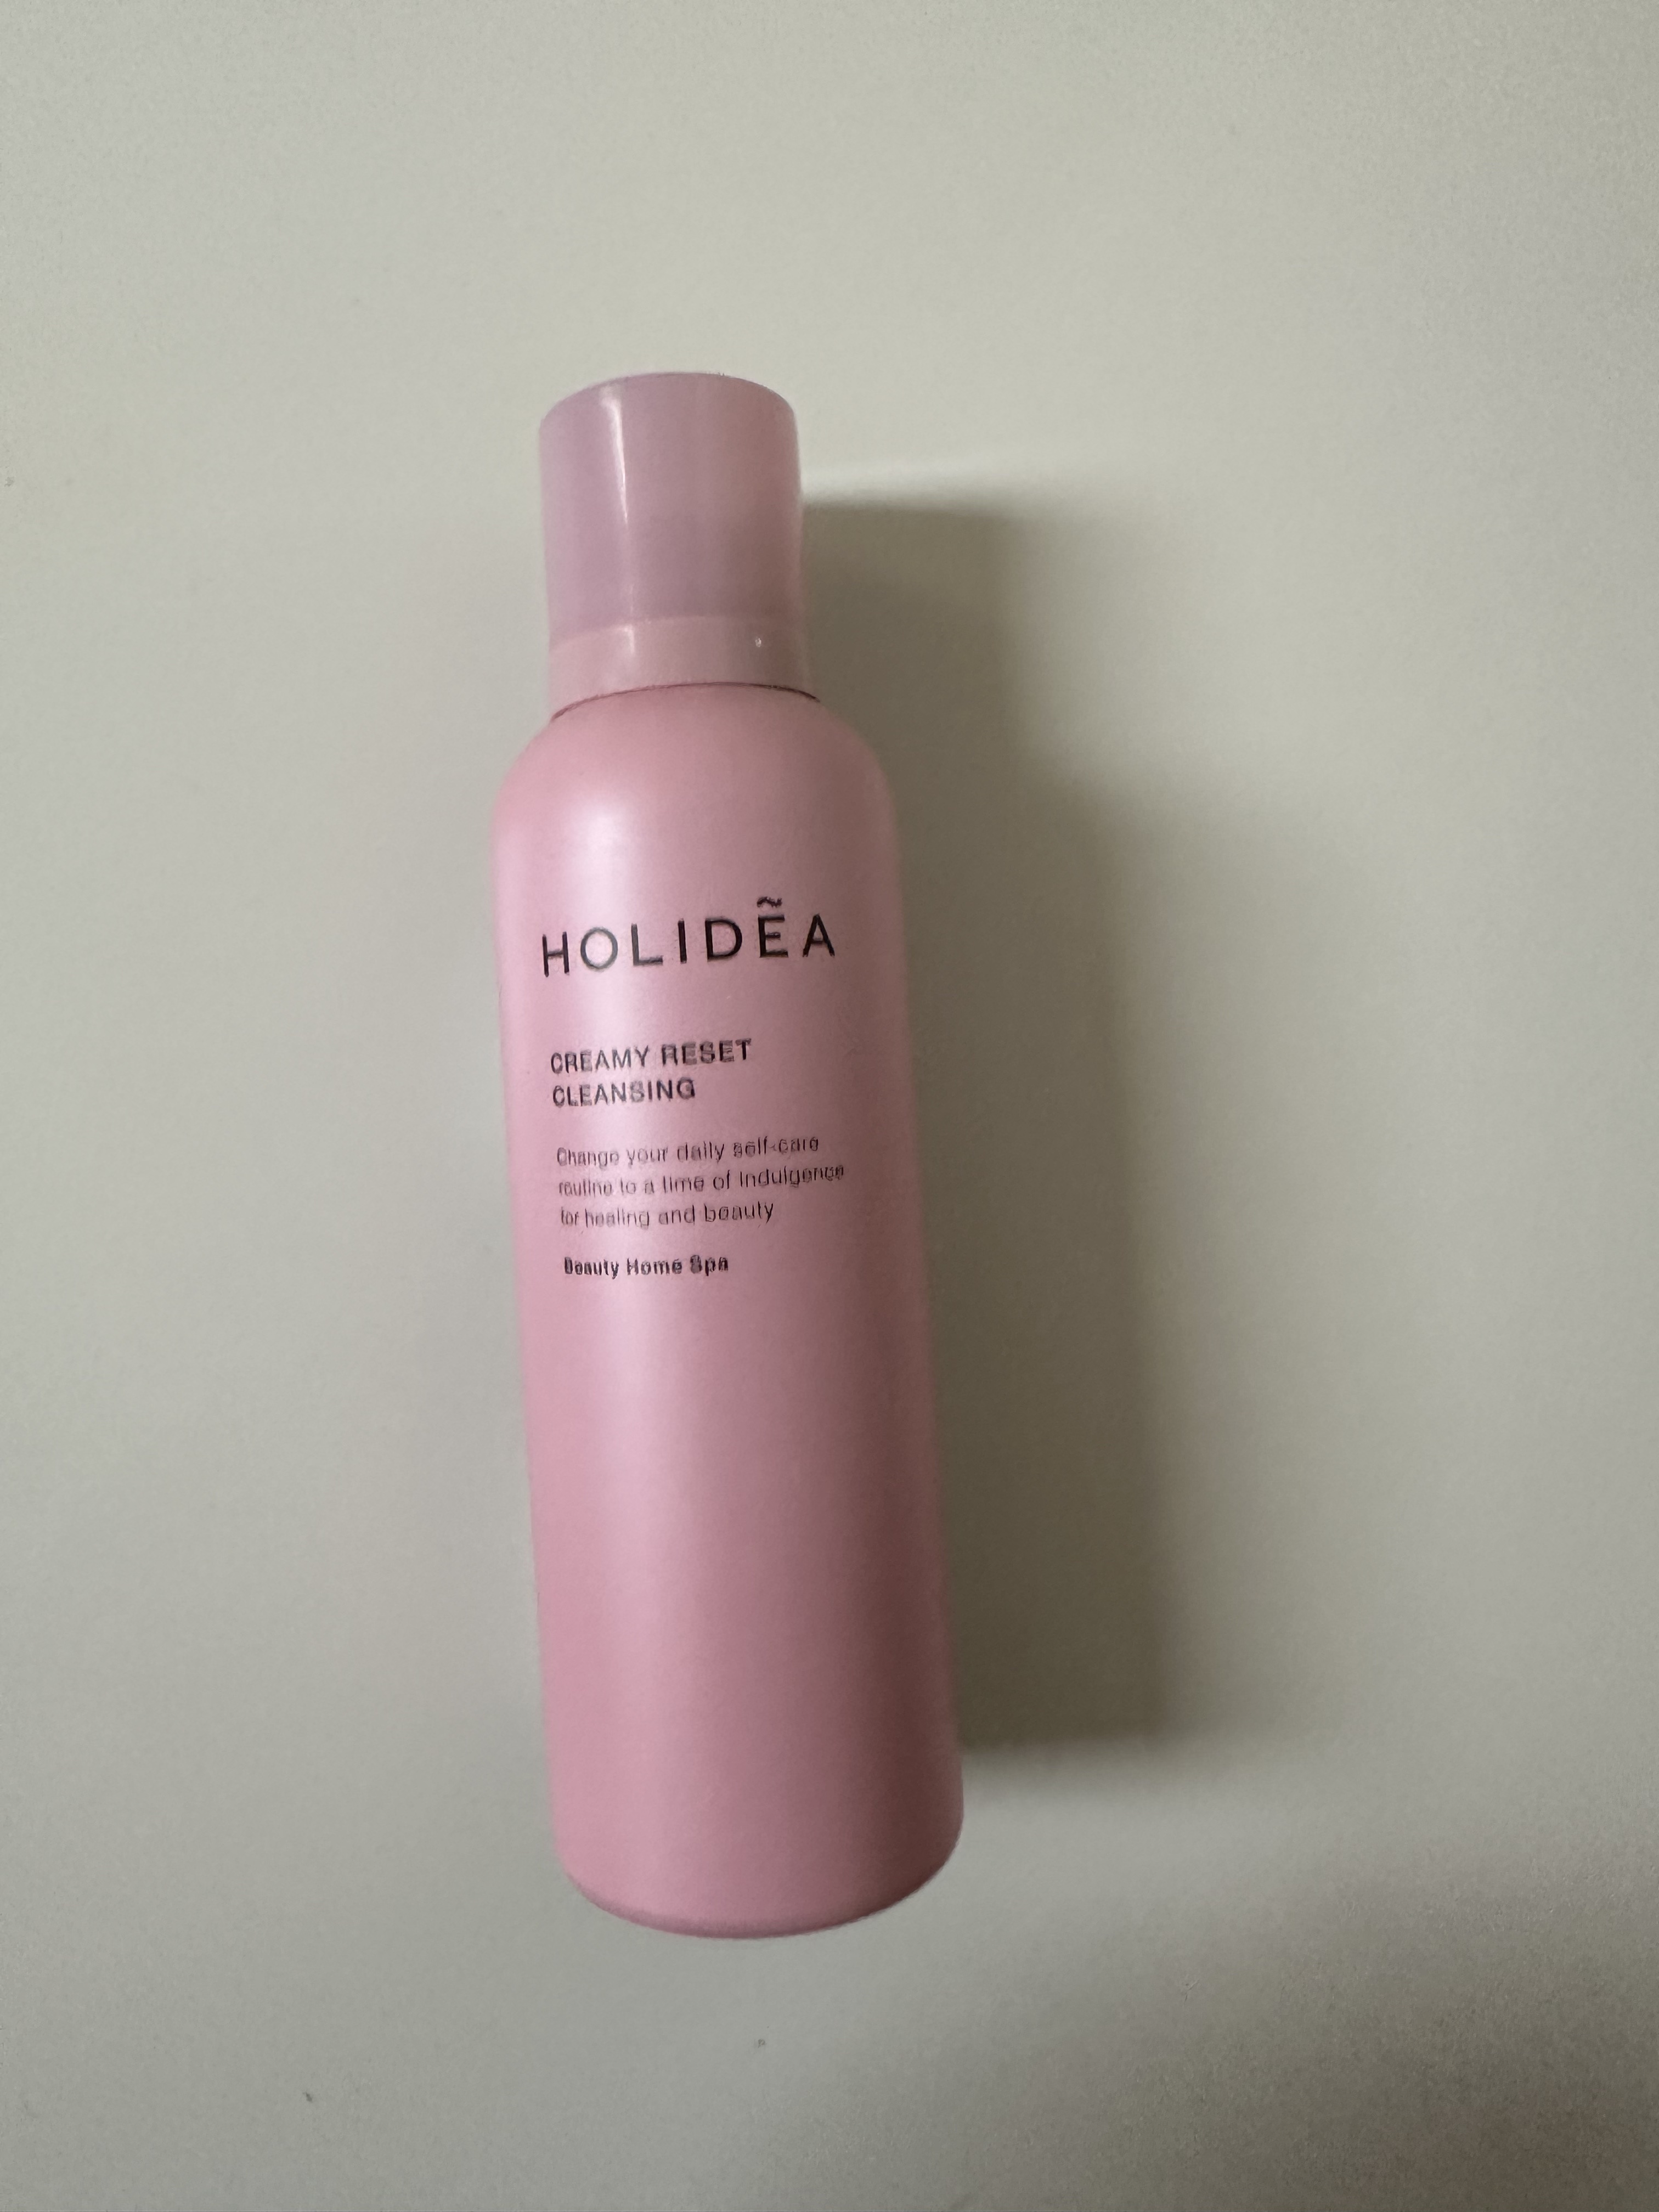 HOLIDẼA
CREAMY RESET
CLEANSING
Change your daily self-care
routine to a time of indulgence
for healing and beauty
Beauty Home Spa